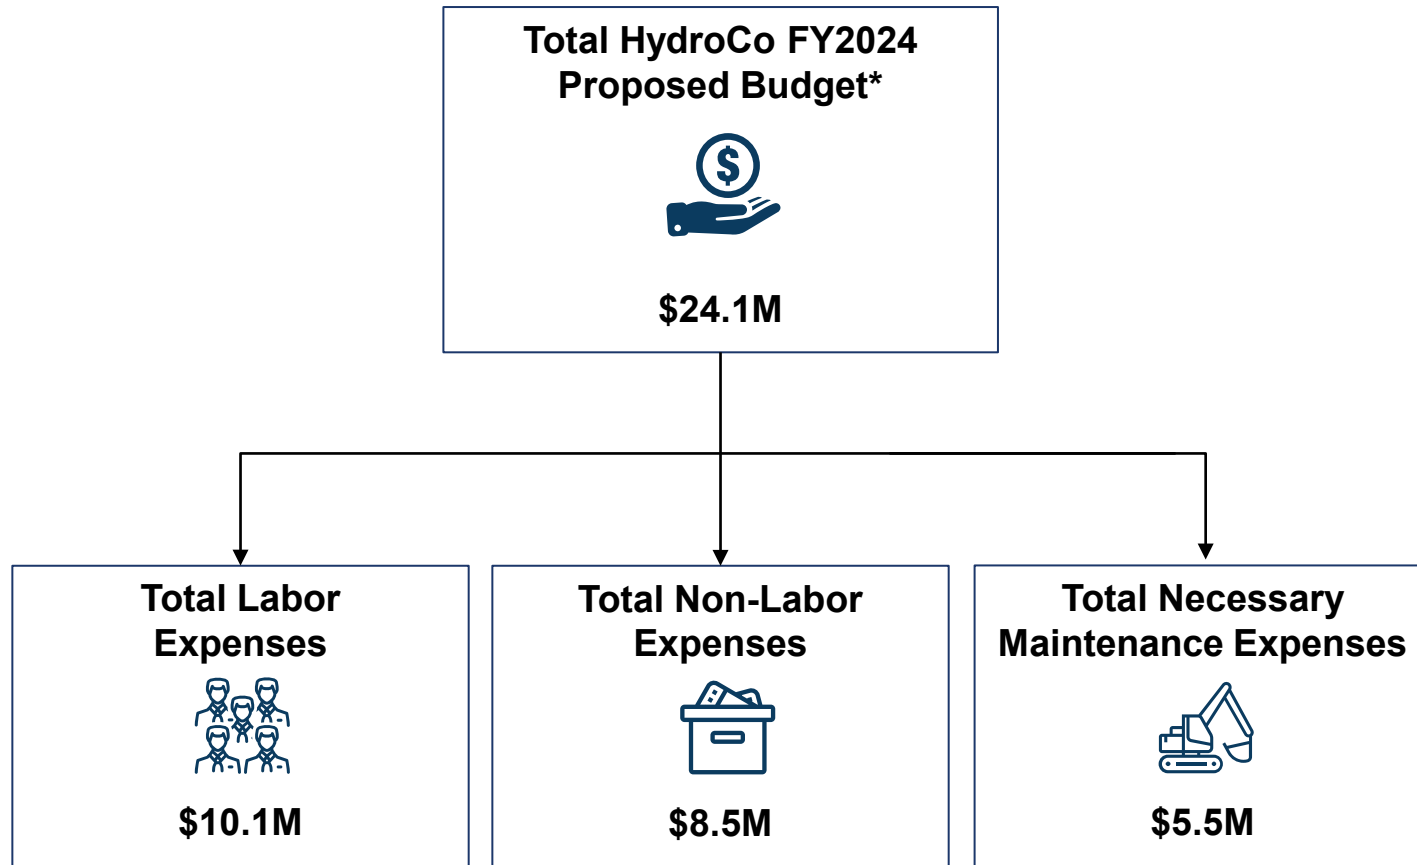 Total HydroCo FY2024
Proposed Budget*
$
$24.1M
Total Labor
Expenses
$10.1M
Total Non-Labor
Expenses
$8.5M
Total Necessary
Maintenance Expenses
$5.5M